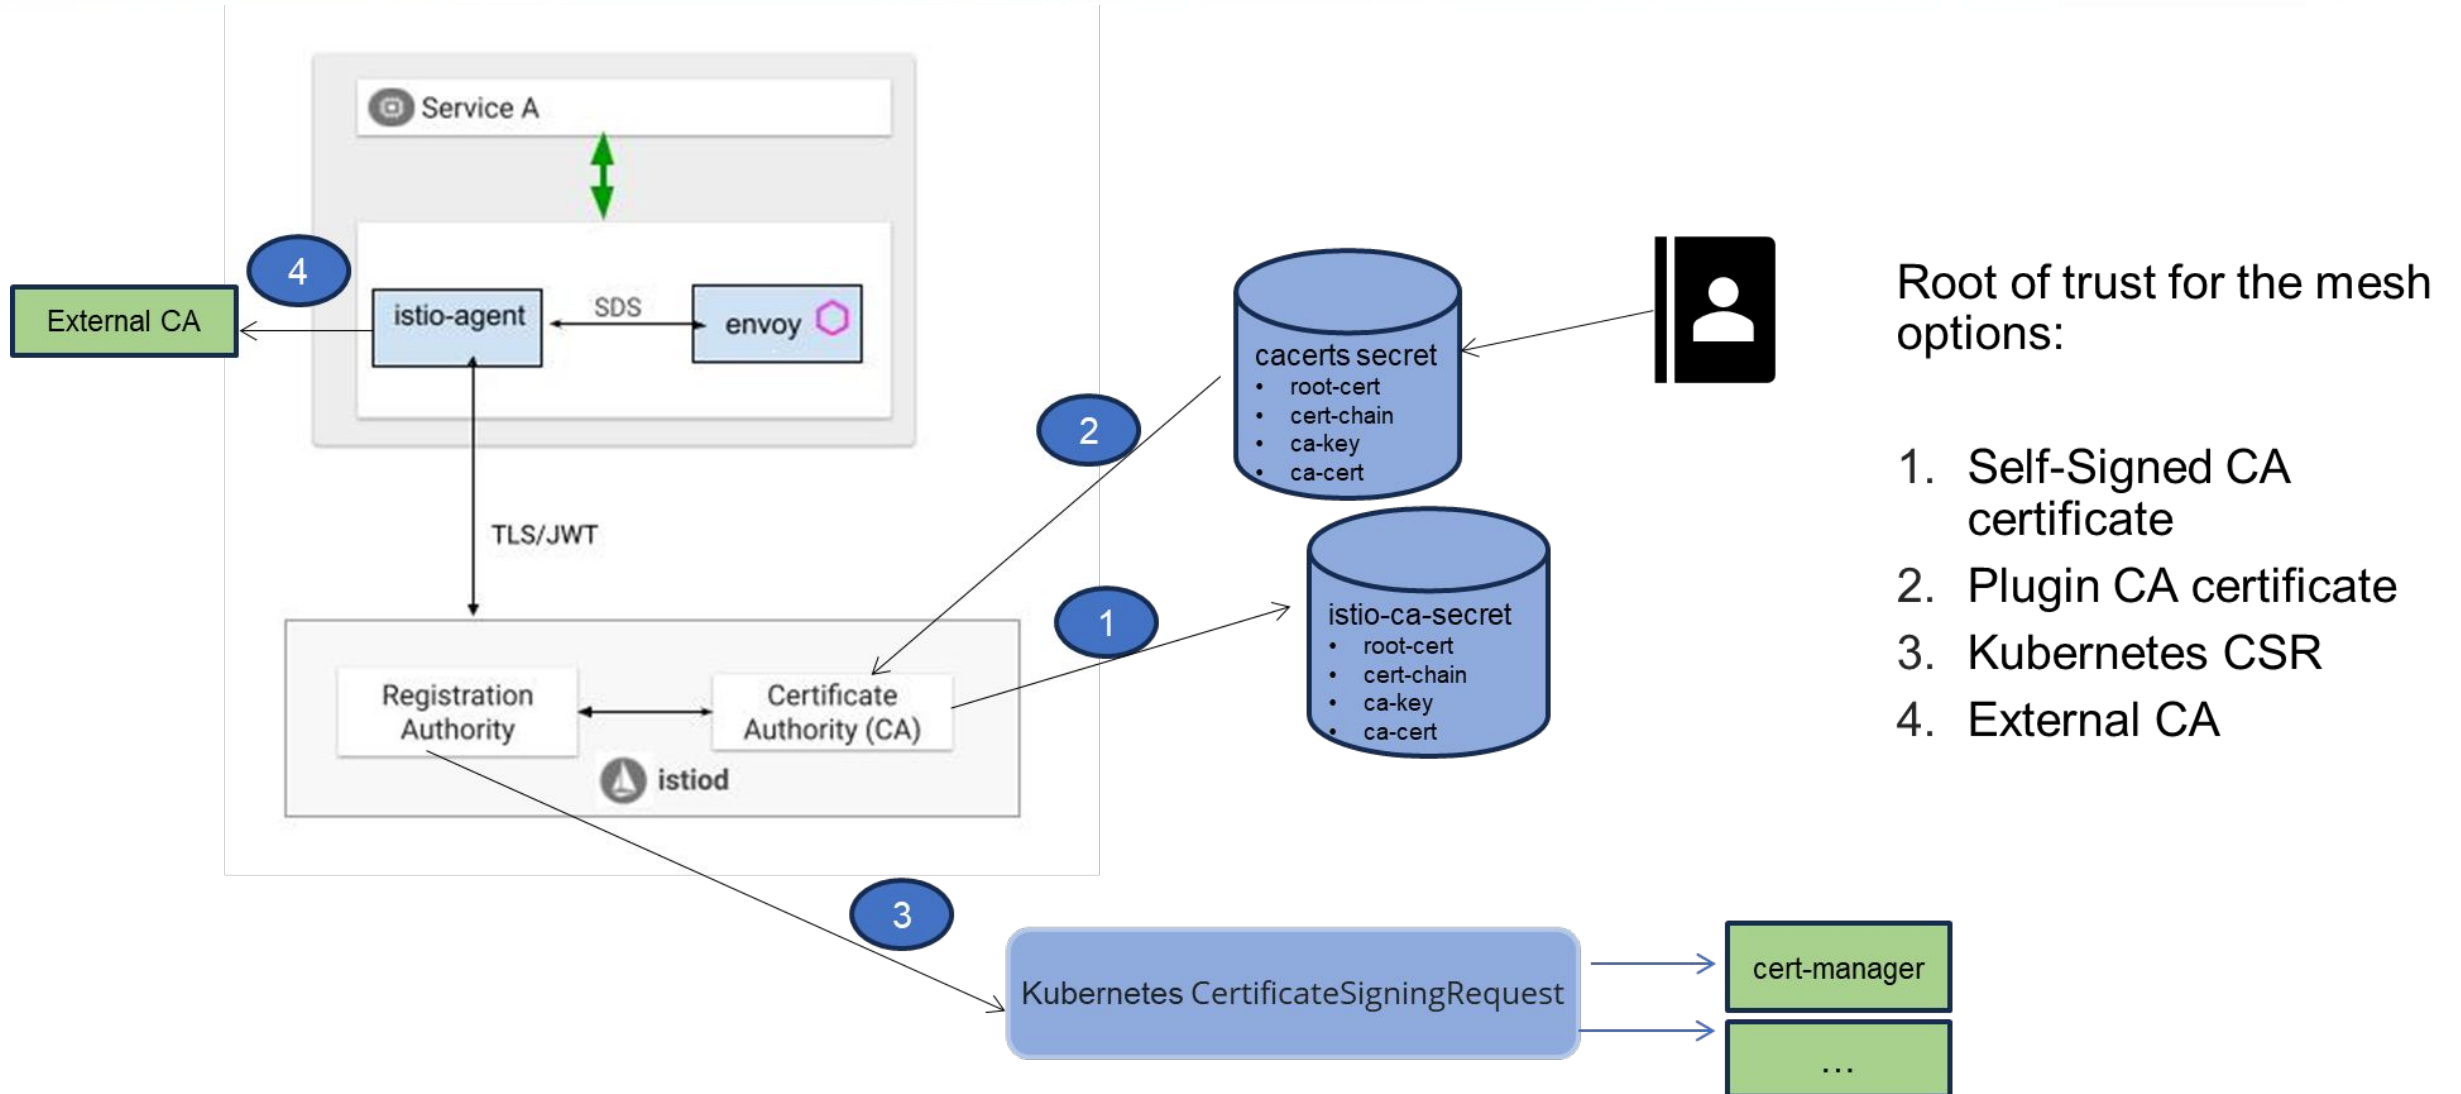 Service A
4
External CA
istio-agent
SDS
envoy
TLS/JWT
2
cacerts secret
• root-cert
• cert-chain
• ca-key
• ca-cert
1
istio-ca-secret
• root-cert
• cert-chain
• ca-key
• ca-cert
Registration
Authority
Certificate
Authority (CA)
istiod
3
Kubernetes CertificateSigningRequest
cert-manager
...
Root of trust for the mesh
options:
1. Self-Signed CA
certificate
2. Plugin CA certificate
3. Kubernetes CSR
4. External CA